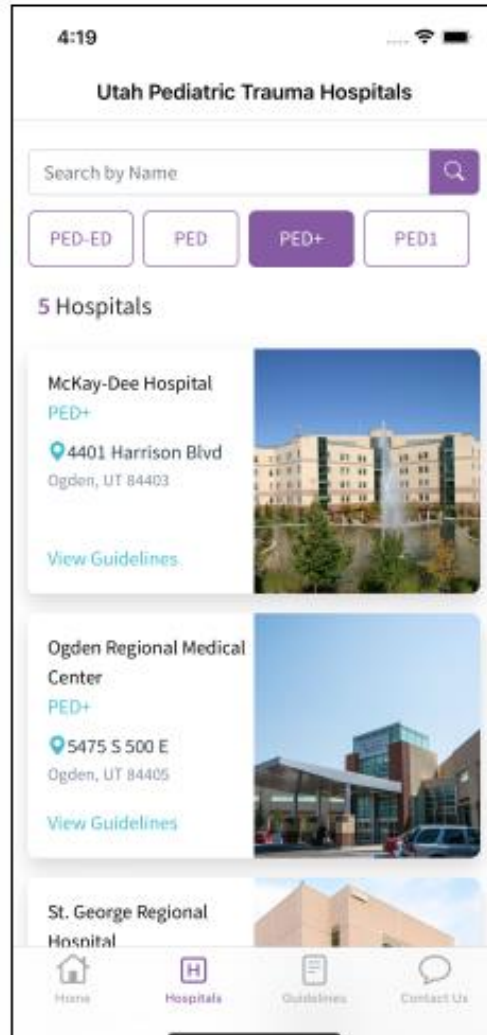 4:19
Utah Pediatric Trauma Hospitals
Search by Name
PED-ED PED PED+ PED1
5 Hospitals
McKay-Dee Hospital
PED+
4401 Harrison Blvd
Ogden, UT 84403
View Guidelines
Ogden Regional Medical
Center
PED+
5475 S 500 E
Ogden, UT 84405
View Guidelines
St. George Regional
Hospital
H
Home Hospitals Guidelines Contact Us